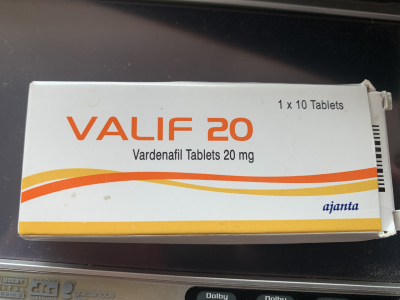 1 x 10 Tablets
VALIF 20
Vardenafil Tablets 20 mg
ajanta
Dolby
Dolby